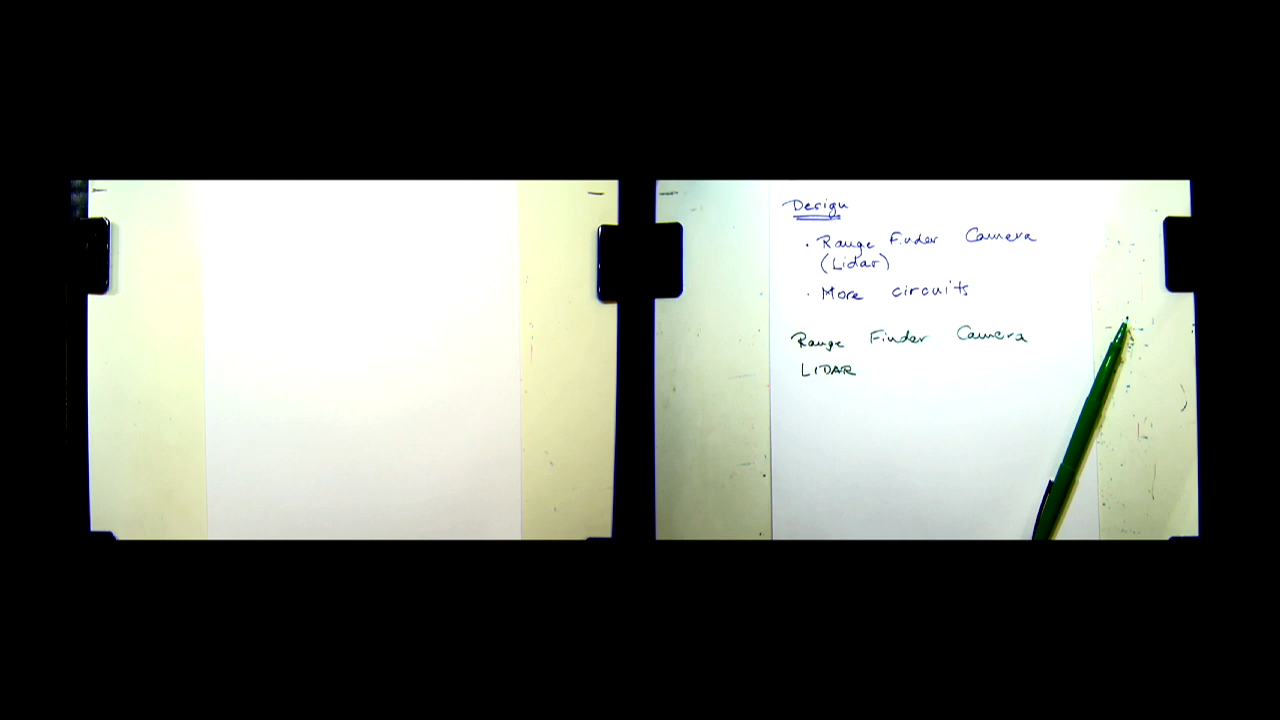 Design
· Range Finder Camera
(Lidar)
· More circuits
Range Finder Camera
LIDAR